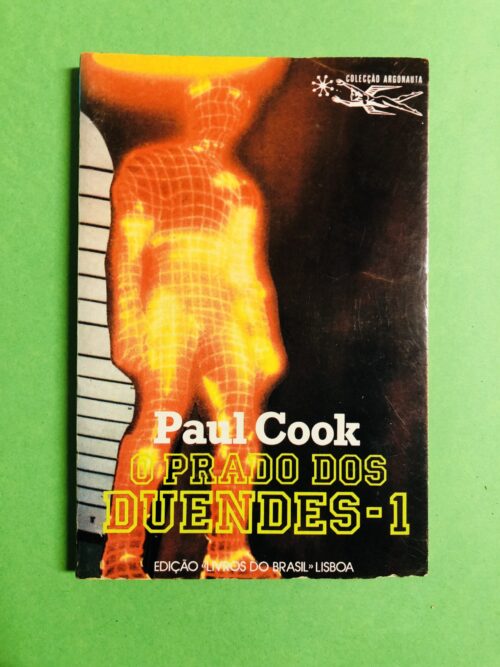 COLECÇÃO ARGONAUTA
Paul Cook
O PRADO DOS
DUENDES-1
EDIÇÃO «LIVROS DO BRASIL» LISBOA